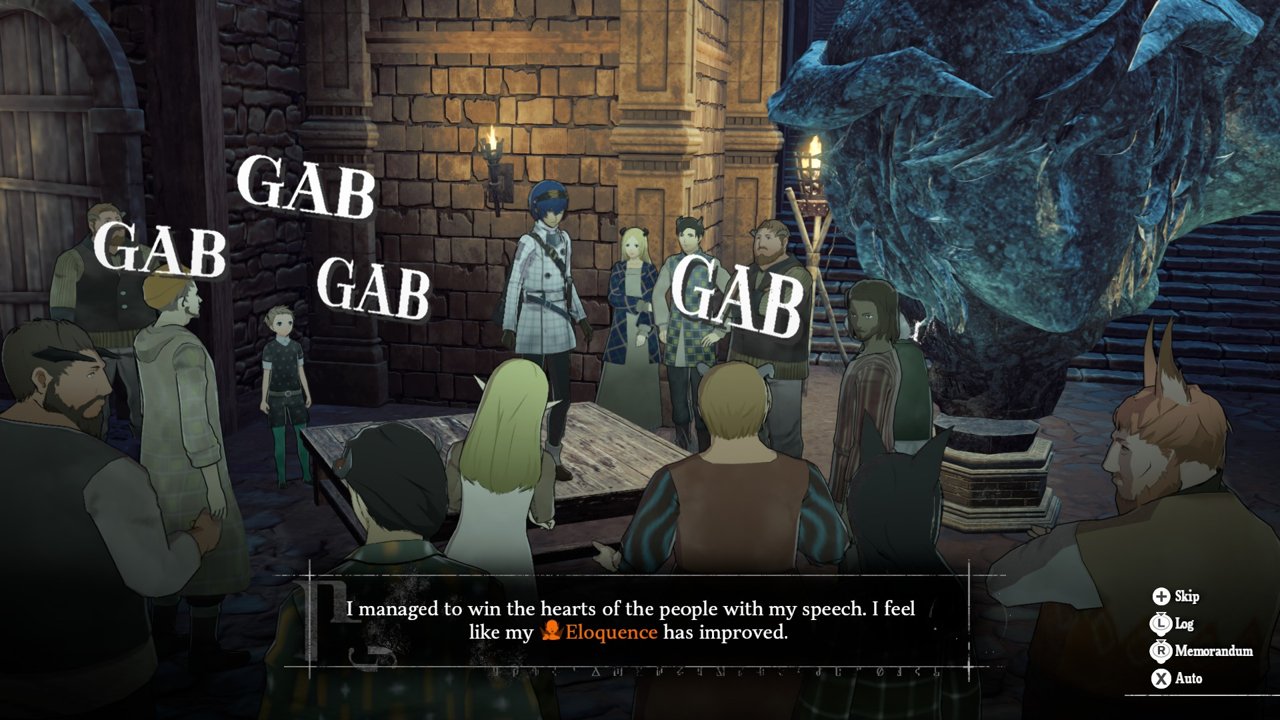 GAB
GAB
GAB
GAB
I managed to win the hearts of the people with my speech. I feel
like my Eloquence has improved.
+ Skip
L Log
R Memorandum
X Auto